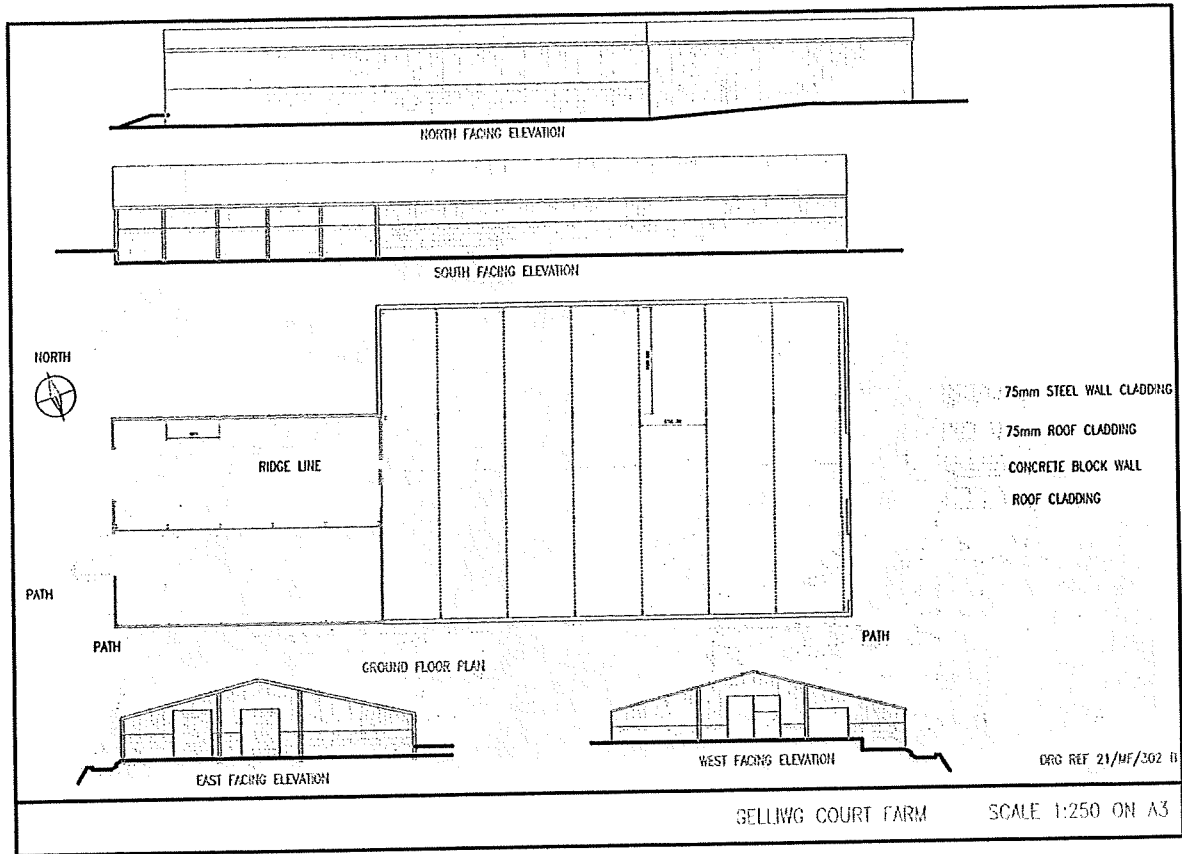 NORTH FACING ELEVATION
SOUTH FACING ELEVATION
NORTH
75mm STEEL WALL CLADDING
75mm ROOF CLADDING
CONCRETE BLOCK WALL
ROOF CLADDING
RIDGE LINE
PATH
PATH
PATH
GROUND FLOOR PLAN
EAST FACING ELEVATION
WEST FACING ELEVATION
DRG REF 21/MF/302 B
GELLIWG COURT FARM
SCALE 1:250 ON A3